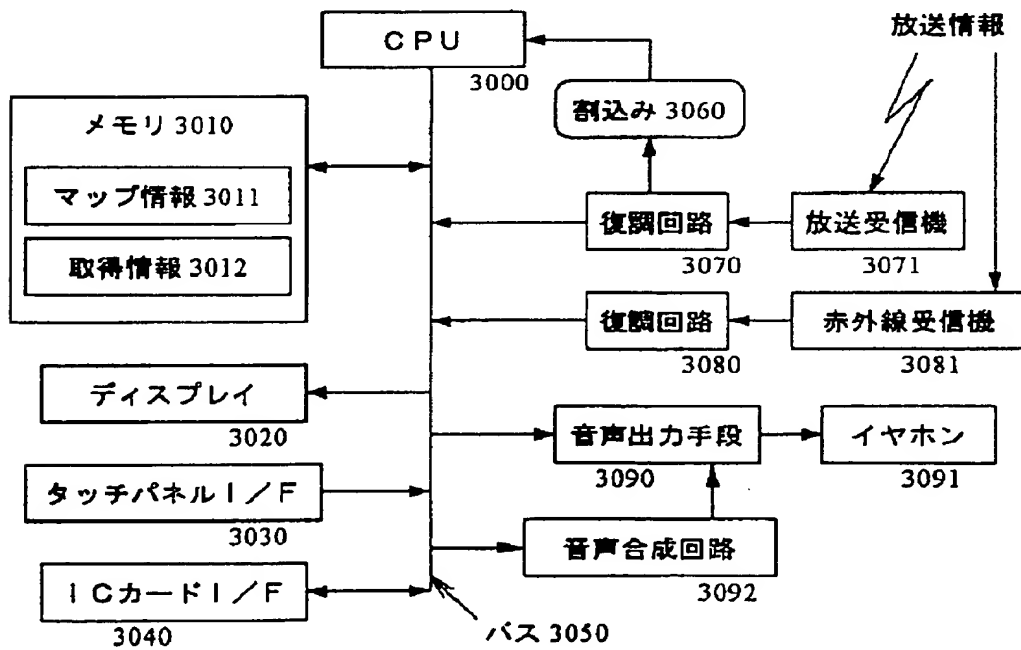 放送情報
CPU
3000
割込み 3060
メモリ 3010
マップ情報 3011
取得情報 3012
復調回路
3070
放送受信機
3071
復調回路
3080
赤外線受信機
3081
ディスプレイ
3020
音声出力手段
3090
イヤホン
3091
タッチパネルI/F
3030
音声合成回路
3092
ICカードI/F
3040
バス 3050